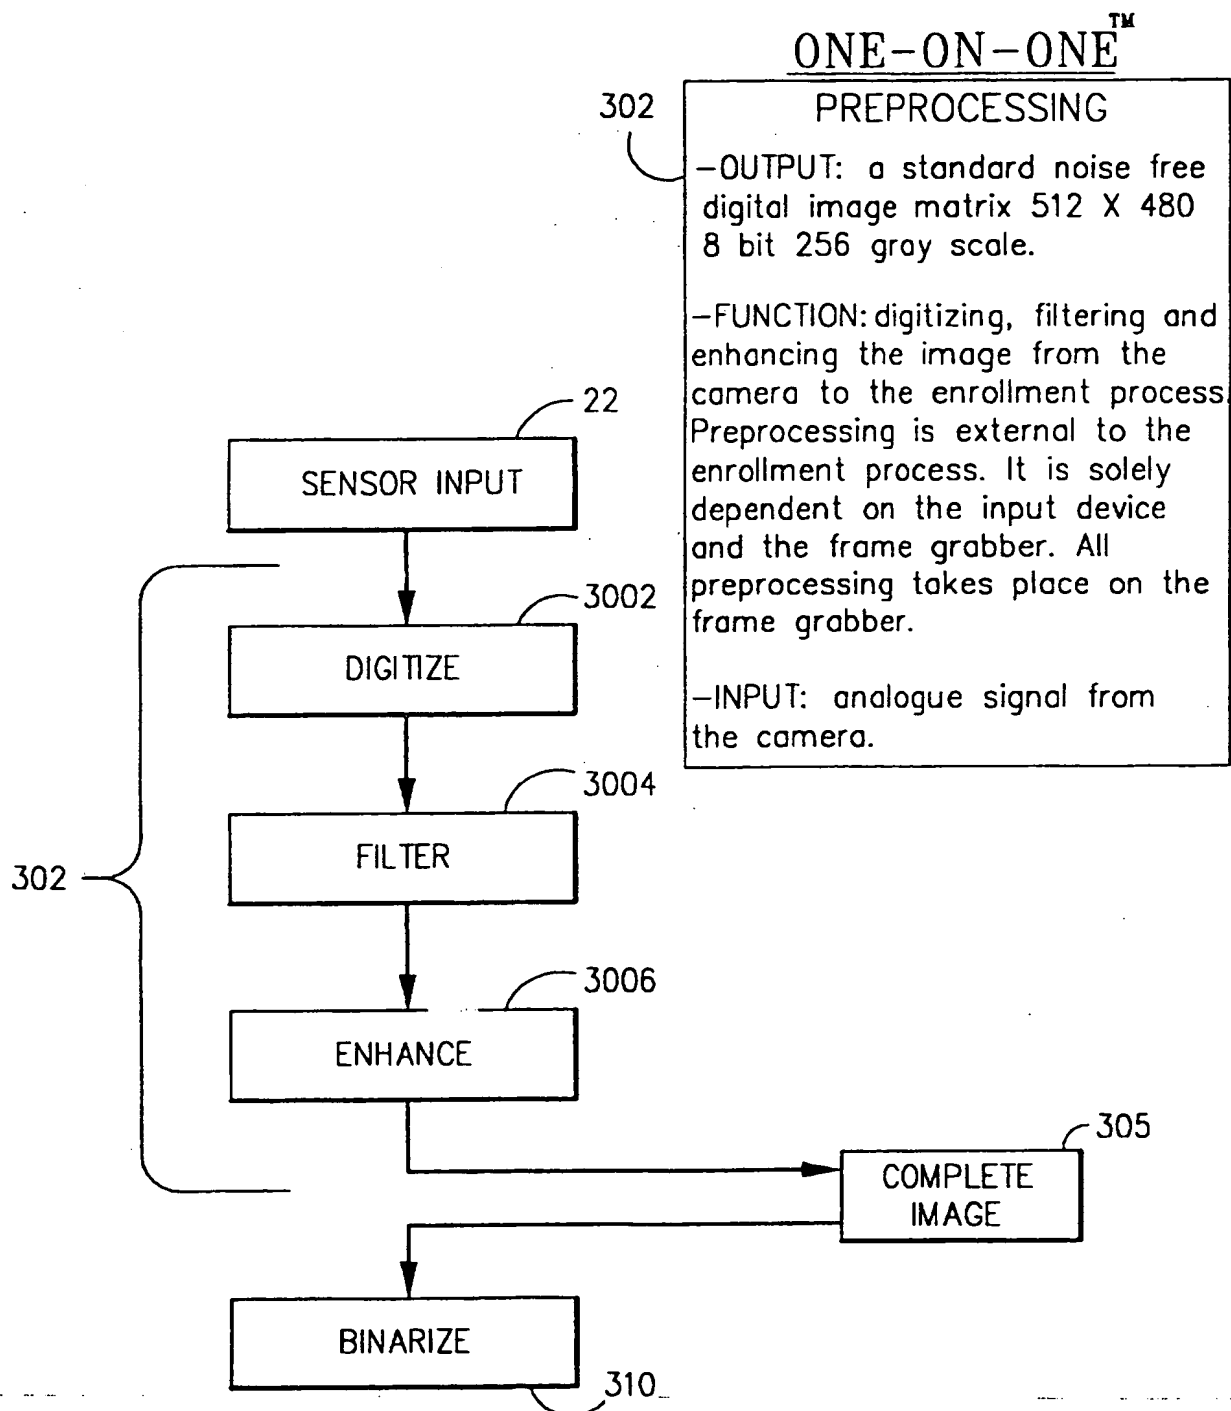 ONE-ON-ONE™
302
PREPROCESSING
-OUTPUT: a standard noise free
digital image matrix 512 X 480
8 bit 256 gray scale.
-FUNCTION: digitizing, filtering and
enhancing the image from the
camera to the enrollment process
Preprocessing is external to the
enrollment process. It is solely
dependent on the input device
and the frame grabber. All
preprocessing takes place on the
frame grabber.
-INPUT: analogue signal from
the camera.
22
SENSOR INPUT
3002
DIGITIZE
3004
FILTER
302
3006
ENHANCE
305
COMPLETE
IMAGE
BINARIZE
310